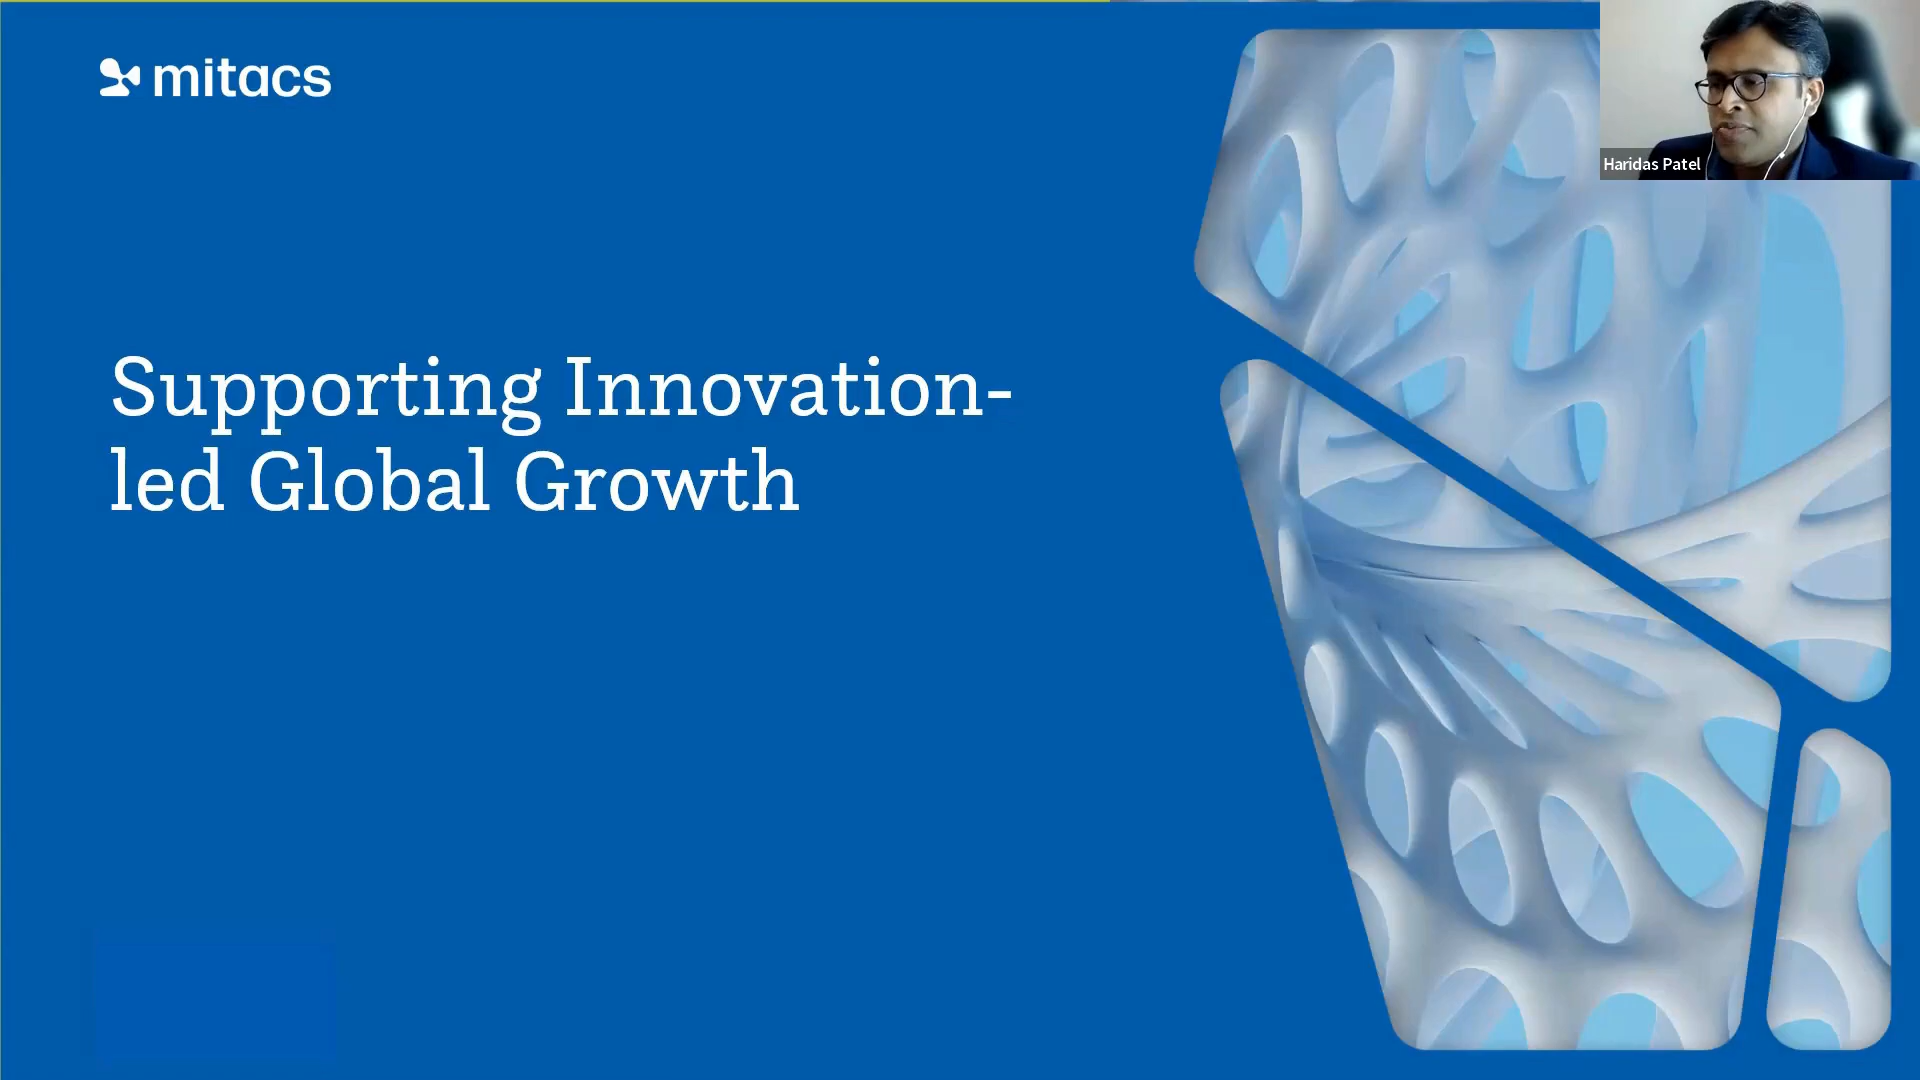 mitacs
Haridas Patel
Supporting Innovation-
led Global Growth